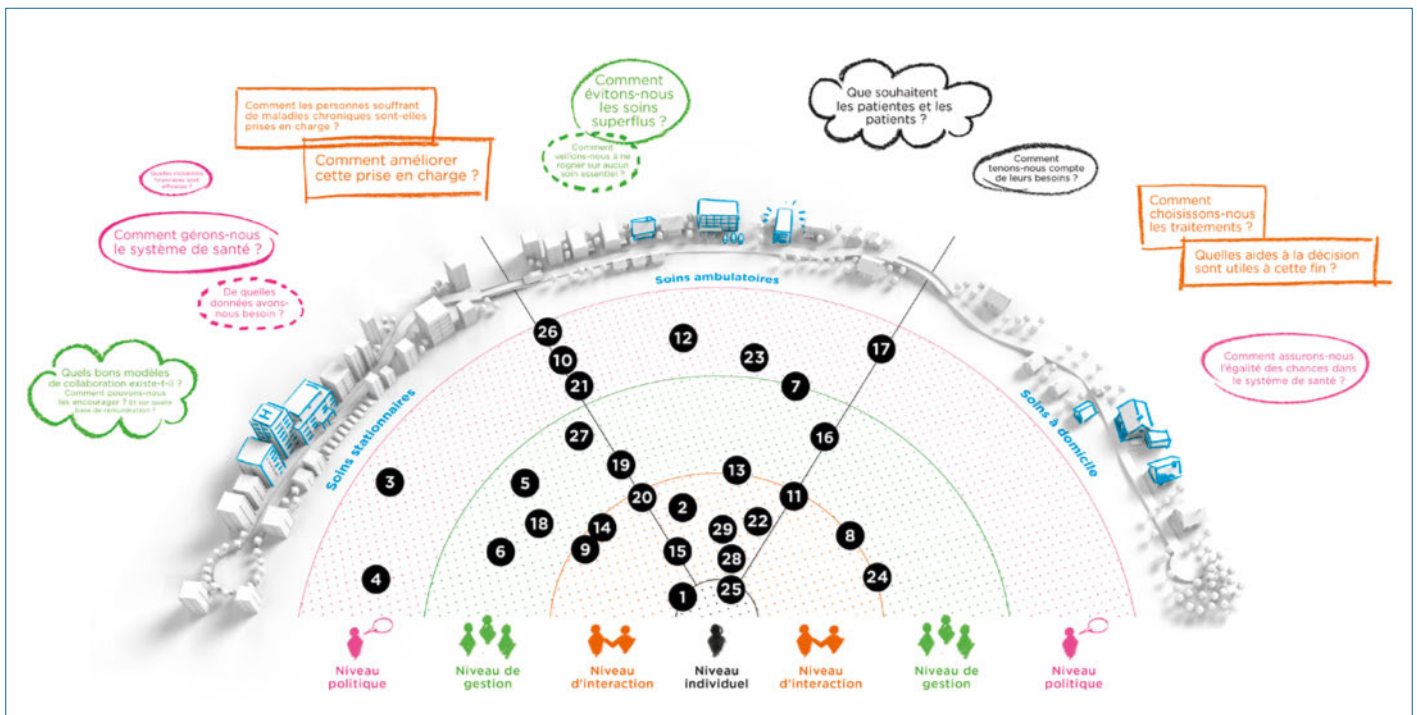 Comment les personnes souffrant
de maladies chroniques sont-elles
prises en charge ?
Comment améliorer
cette prise en charge ?
Comment
évitons-nous
les soins
superflus ?
Comment
veillons-nous à ne
rogner sur aucun
soin essentiel ?
Que souhaitent
les patientes et les
patients ?
Comment
tenons-nous compte
de leurs besoins ?
Quelles incitations
financières sont
efficaces ?
Comment gérons-nous
le système de santé ?
De quelles
données avons-
nous besoin ?
Comment
choisissons-nous
les traitements ?
Quelles aides à la décision
sont utiles à cette fin ?
Quels bons modèles
de collaboration existe-t-il ?
Comment pouvons-nous
les encourager ? Et sur quelle
base de rémunération ?
Comment assurons-nous
l'égalité des chances dans
le système de santé ?
Soins stationnaires
Soins ambulatoires
Soins à domicile
H
26
12
17
10
23
21
7
27
16
19
13
3
5
20
11
2
18
14
29
22
8
6
9
15
28
4
24
1
25
Niveau
politique
Niveau de
gestion
Niveau
d'interaction
Niveau
individuel
Niveau
d'interaction
Niveau de
gestion
Niveau
politique